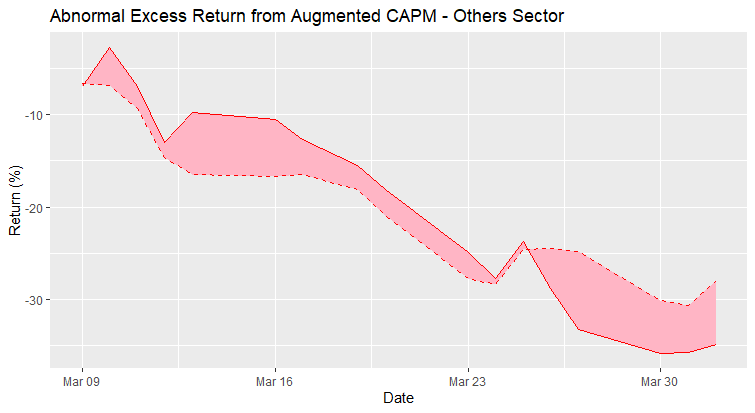 Abnormal Excess Return from Augmented CAPM - Others Sector
Return (%)
-10
-20
-30
Mar 09 Mar 16 Mar 23 Mar 30
Date